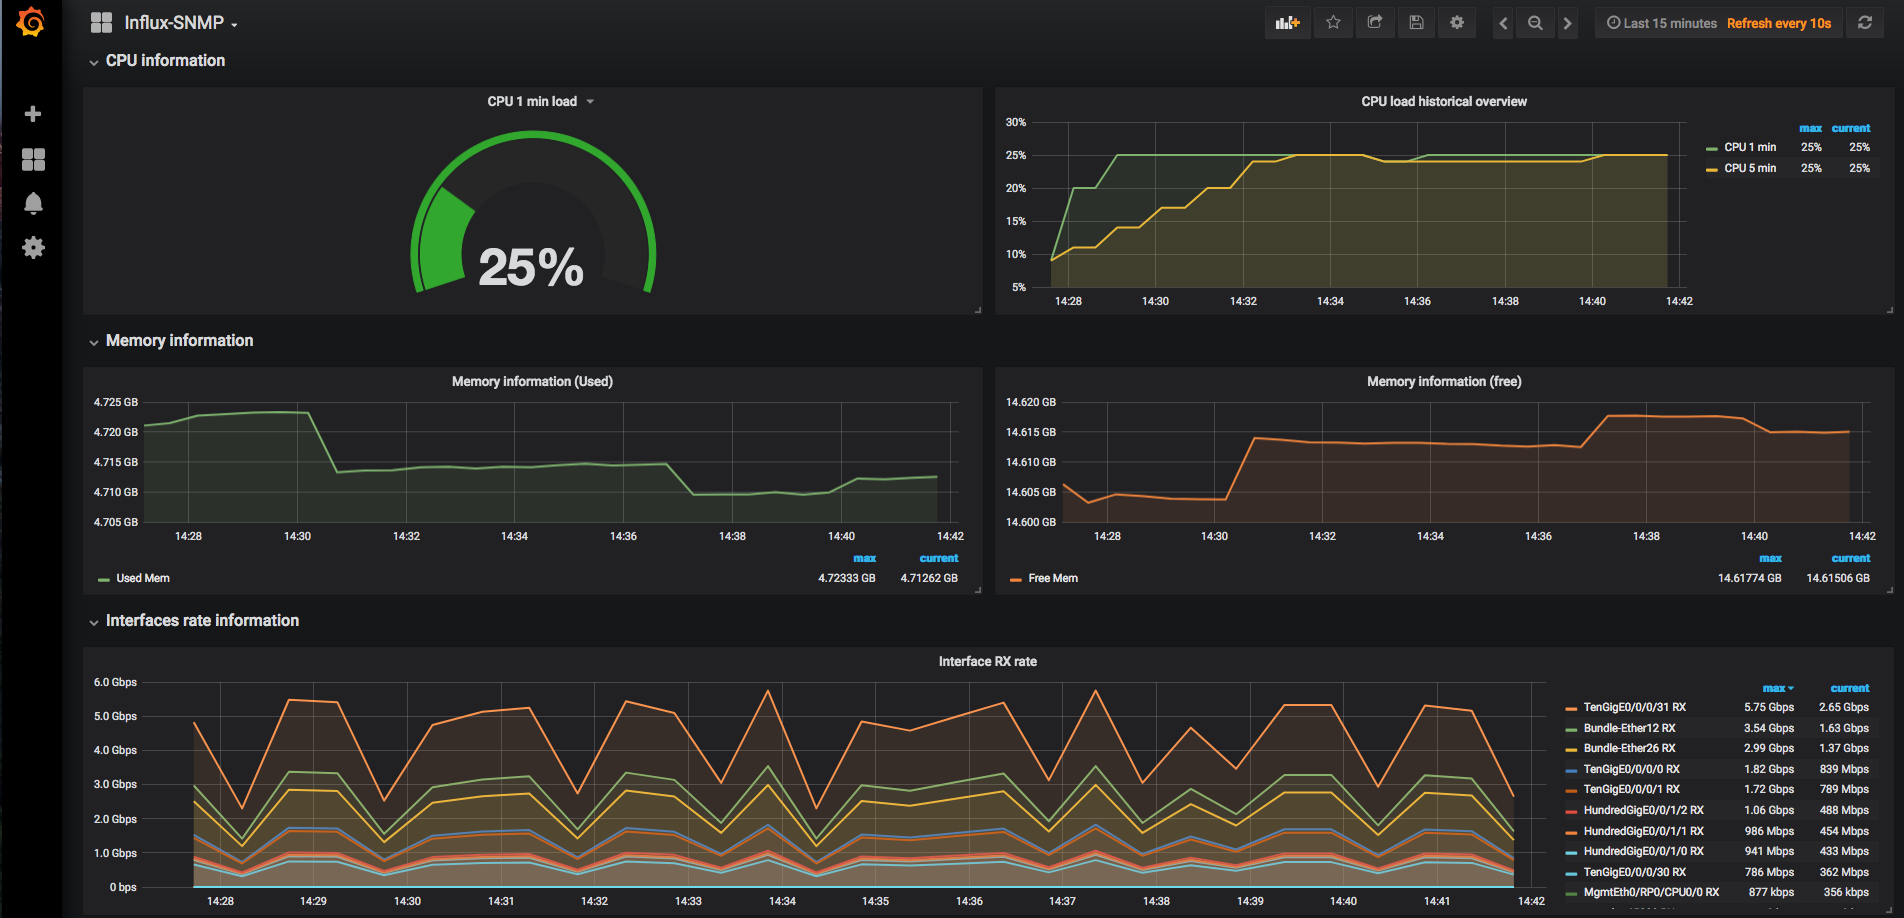 Influx-SNMP
Last 15 minutes Refresh every 10s
CPU information
CPU 1 min load
25%
CPU load historical overview
30%
25%
20%
15%
10%
5%
14:28 14:30 14:32 14:34 14:36 14:38 14:40 14:42
max current
CPU 1 min 25% 25%
CPU 5 min 25% 25%
Memory information
Memory information (Used)
4.725 GB
4.720 GB
4.715 GB
4.710 GB
4.705 GB
14:28 14:30 14:32 14:34 14:36 14:38 14:40 14:42
max current
Used Mem 4.72333 GB 4.71262 GB
Memory information (free)
14.620 GB
14.615 GB
14.610 GB
14.605 GB
14.600 GB
14:28 14:30 14:32 14:34 14:36 14:38 14:40 14:42
max current
Free Mem 14.61774 GB 14.61506 GB
Interfaces rate information
Interface RX rate
6.0 Gbps
5.0 Gbps
4.0 Gbps
3.0 Gbps
2.0 Gbps
1.0 Gbps
0 bps
14:28 14:29 14:30 14:31 14:32 14:33 14:34 14:35 14:36 14:37 14:38 14:39 14:40 14:41 14:42
max current
TenGigE0/0/0/31 RX 5.75 Gbps 2.65 Gbps
Bundle-Ether12 RX 3.54 Gbps 1.63 Gbps
Bundle-Ether26 RX 2.99 Gbps 1.37 Gbps
TenGigE0/0/0/0 RX 1.82 Gbps 839 Mbps
TenGigE0/0/0/1 RX 1.72 Gbps 789 Mbps
HundredGigE0/0/1/2 RX 1.06 Gbps 488 Mbps
HundredGigE0/0/1/1 RX 986 Mbps 454 Mbps
HundredGigE0/0/1/0 RX 941 Mbps 433 Mbps
TenGigE0/0/0/30 RX 786 Mbps 362 Mbps
MgmtEth0/RP0/CPU0/0 RX 877 kbps 356 kbps